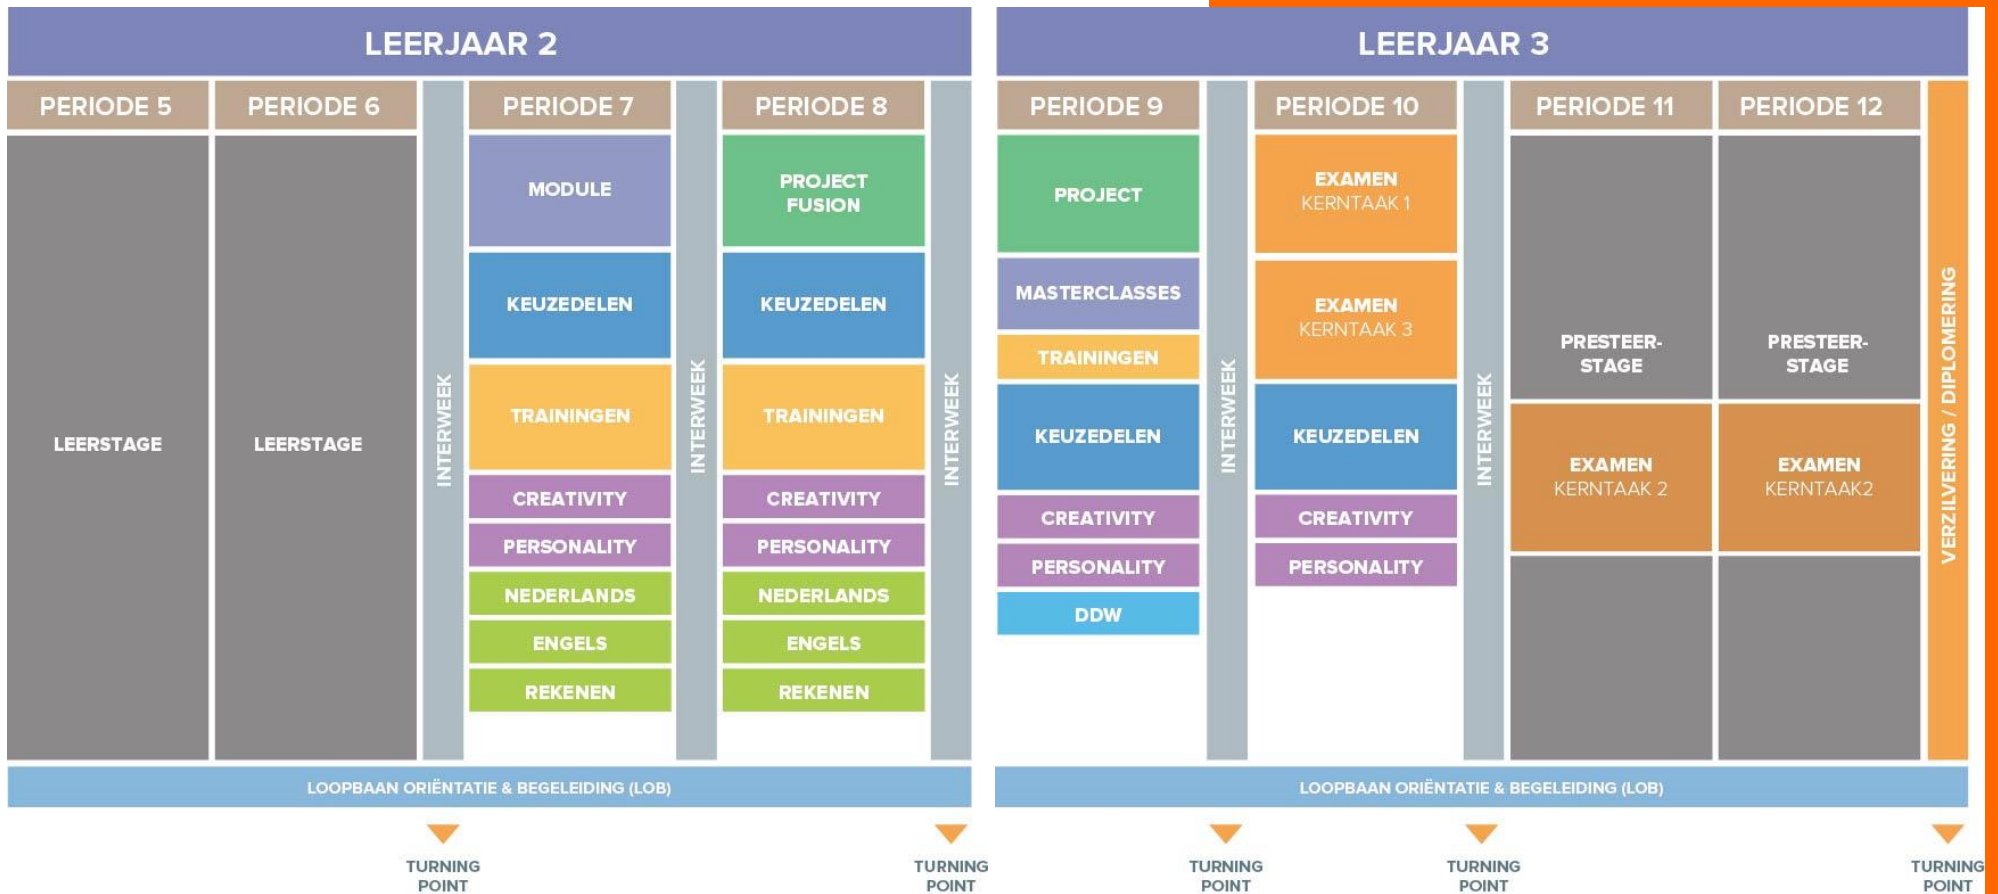 LEERJAAR 2
PERIODE 5
PERIODE 6
PERIODE 7
PERIODE 8
LEERSTAGE
LEERSTAGE
INTERWEEK
MODULE
KEUZEDELEN
TRAININGEN
CREATIVITY
PERSONALITY
NEDERLANDS
ENGELS
REKENEN
INTERWEEK
PROJECT
FUSION
KEUZEDELEN
TRAININGEN
CREATIVITY
PERSONALITY
NEDERLANDS
ENGELS
REKENEN
INTERWEEK
LOOPBAAN ORIËNTATIE & BEGELEIDING (LOB)
TURNING
POINT
TURNING
POINT
LEERJAAR 3
PERIODE 9
PERIODE 10
PERIODE 11
PERIODE 12
PROJECT
MASTERCLASSES
TRAININGEN
KEUZEDELEN
CREATIVITY
PERSONALITY
DDW
INTERWEEK
EXAMEN
KERNTAAK 1
EXAMEN
KERNTAAK 3
KEUZEDELEN
CREATIVITY
PERSONALITY
INTERWEEK
PRESTEER-
STAGE
EXAMEN
KERNTAAK 2
PRESTEER-
STAGE
EXAMEN
KERNTAAK2
VERZILVERING / DIPLOMERING
LOOPBAAN ORIËNTATIE & BEGELEIDING (LOB)
TURNING
POINT
TURNING
POINT
TURNING
POINT